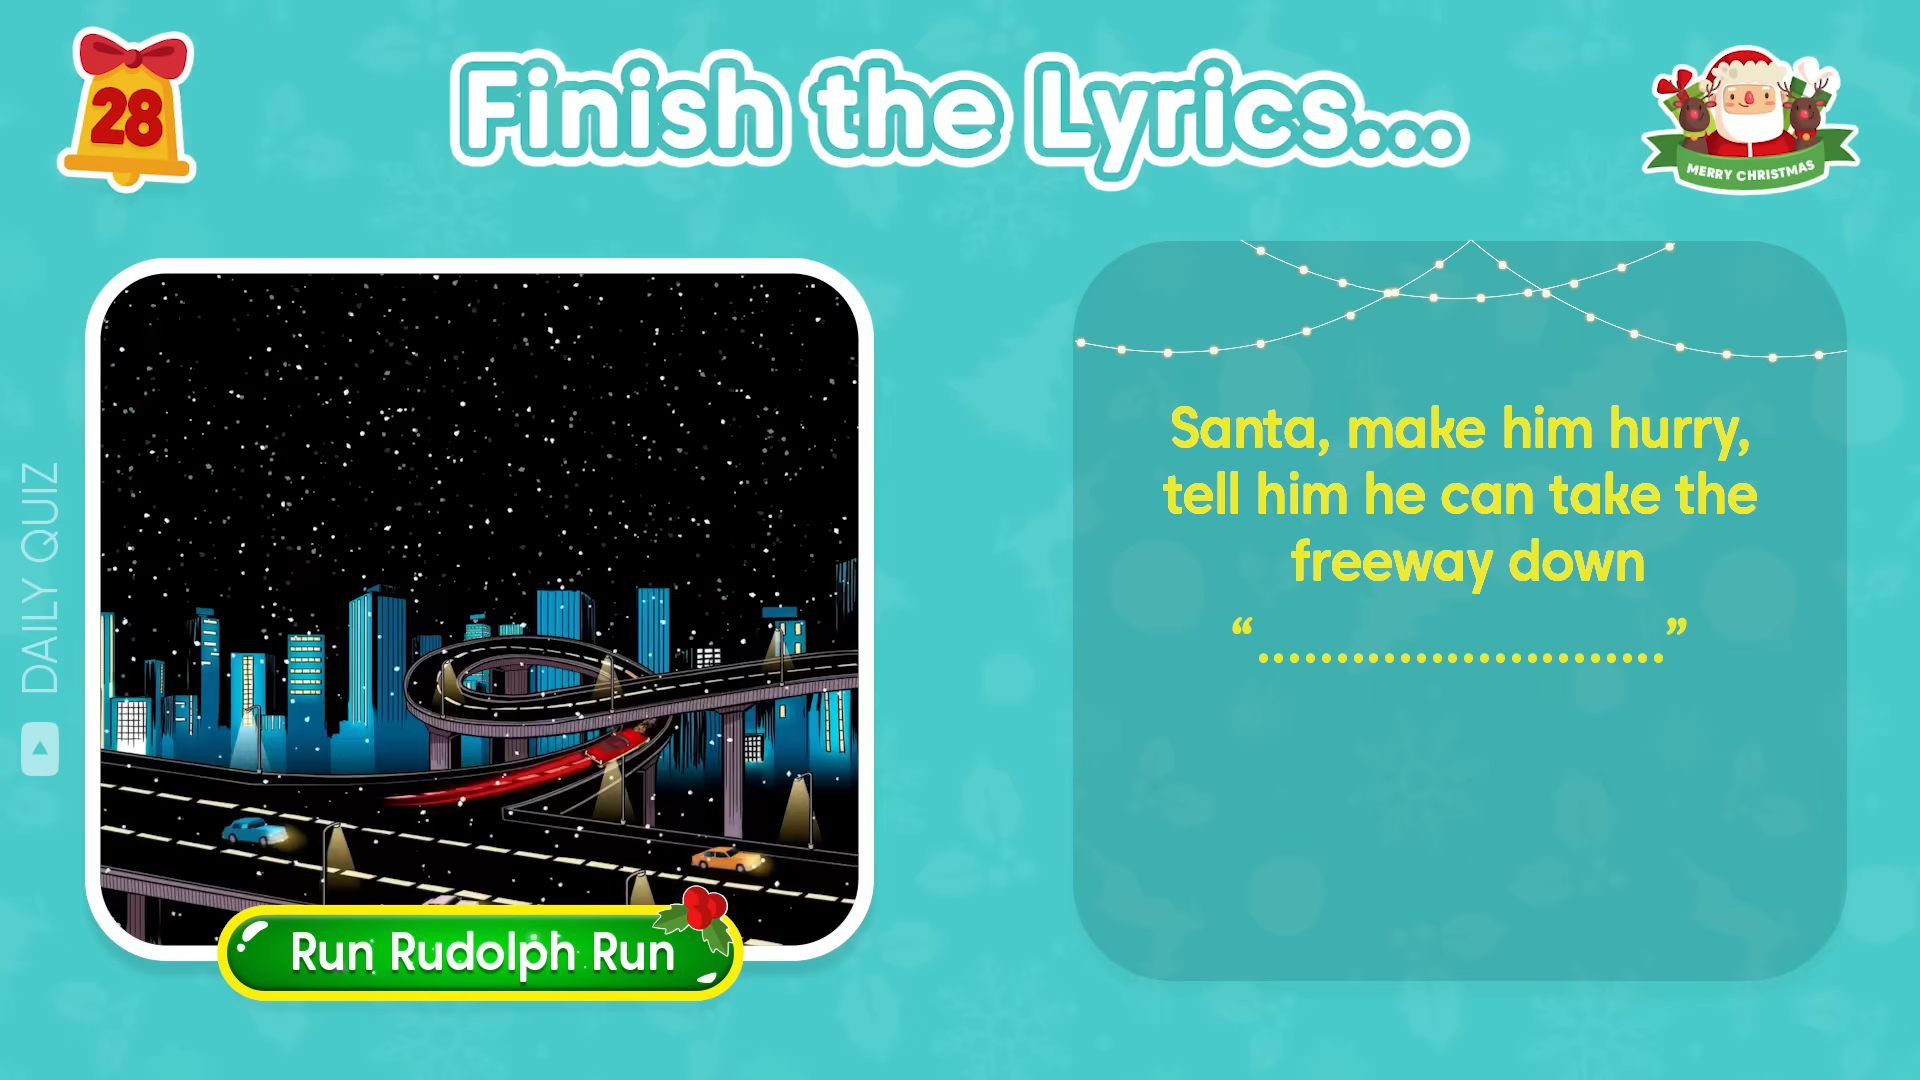 28
Finish the Lyrics...
MERRY CHRISTMAS
DAILY QUIZ
Santa, make him hurry,
tell him he can take the
freeway down
“..........................”
Run Rudolph Run